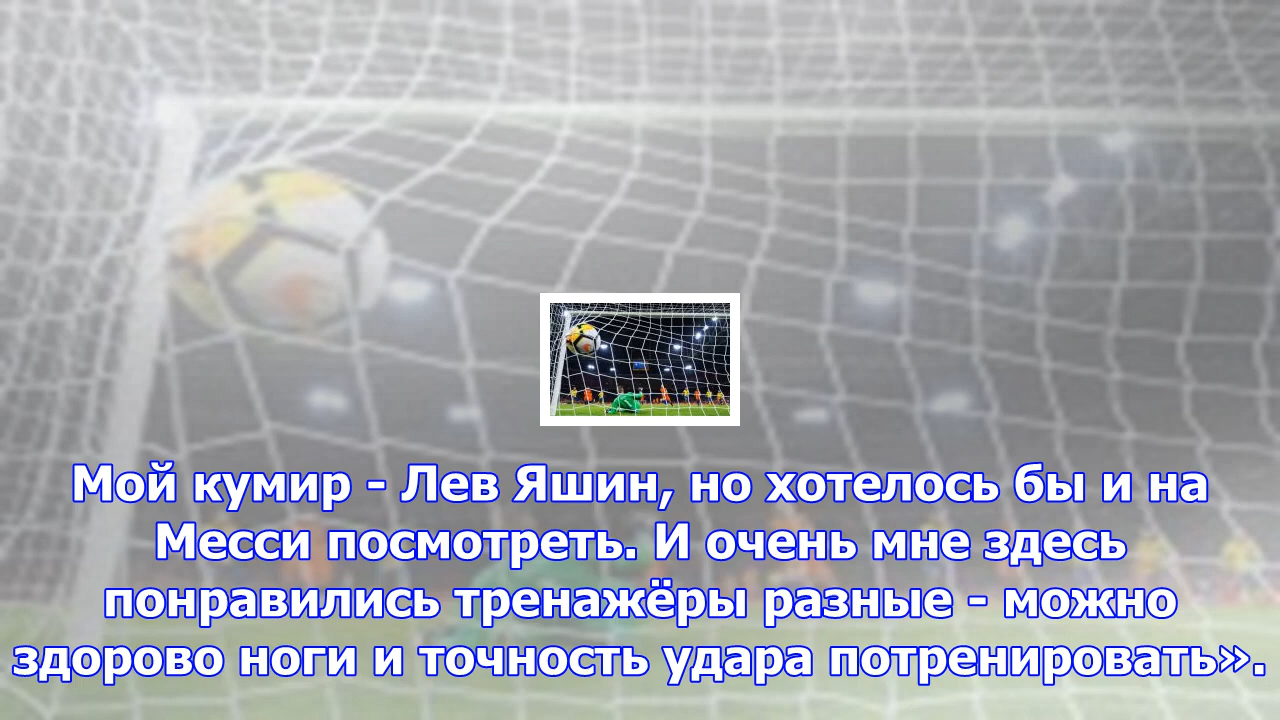 Мой кумир - Лев Яшин, но хотелось бы и на
Месси посмотреть. И очень мне здесь
понравились тренажёры разные - можно
здорово ноги и точность удара потренировать».